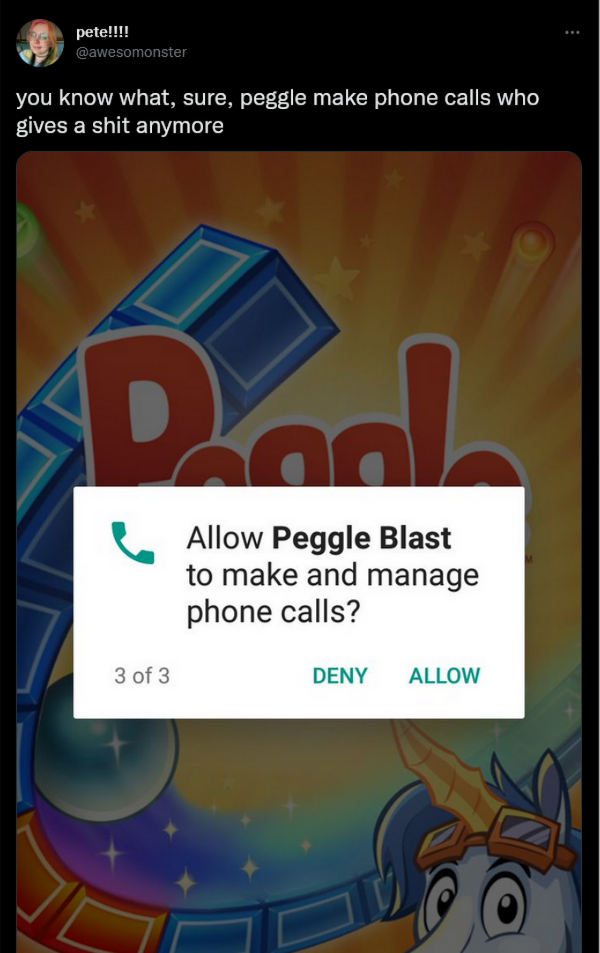 pete!!!!
@awesomonster
you know what, sure, peggle make phone calls who
gives a shit anymore
Peggle
TM
Allow Peggle Blast
to make and manage
phone calls?
3 of 3
DENY
ALLOW